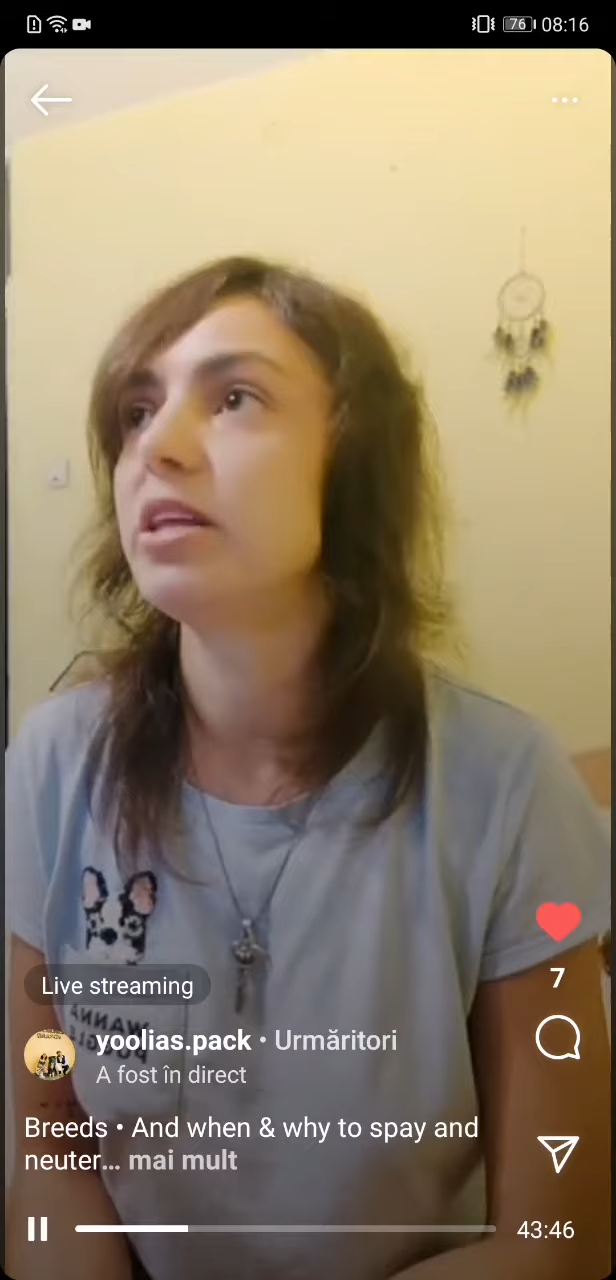 76 08:16
WANNA
Live streaming
yoolias.pack • Urmăritori
A fost în direct
Breeds • And when & why to spay and
neuter... mai mult
7
43:46